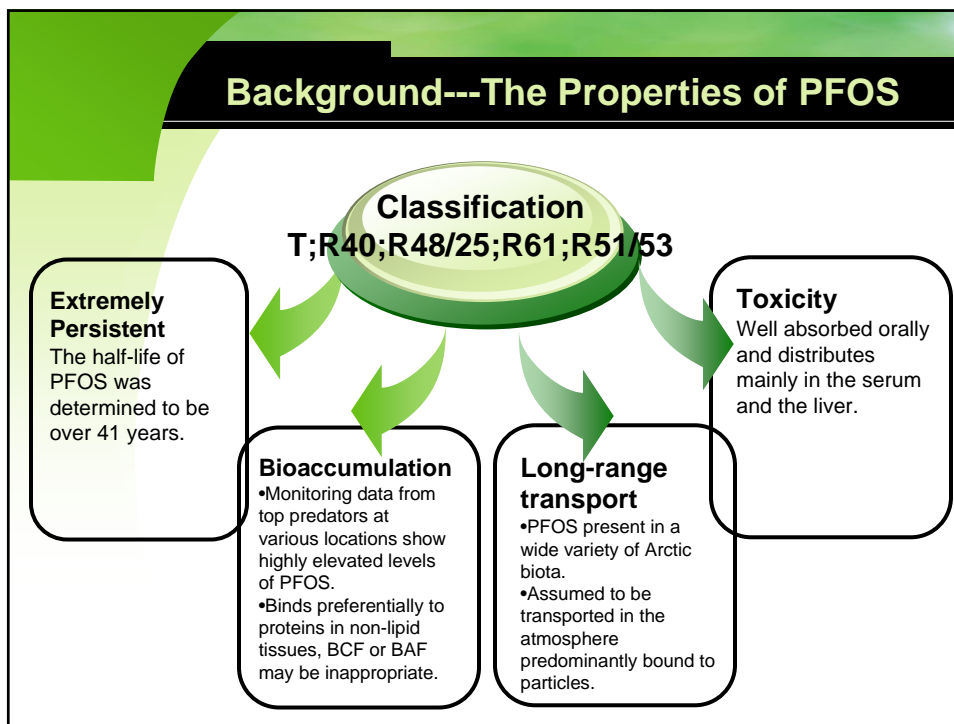 Background---The Properties of PFOS
Classification
T;R40;R48/25;R61;R51/53
Extremely
Persistent
The half-life of
PFOS was
determined to be
over 41 years.
Bioaccumulation
•Monitoring data from
top predators at
various locations show
highly elevated levels
of PFOS.
•Binds preferentially to
proteins in non-lipid
tissues, BCF or BAF
may be inappropriate.
Long-range
transport
•PFOS present in a
wide variety of Arctic
biota.
•Assumed to be
transported in the
atmosphere
predominantly bound to
particles.
Toxicity
Well absorbed orally
and distributes
mainly in the serum
and the liver.